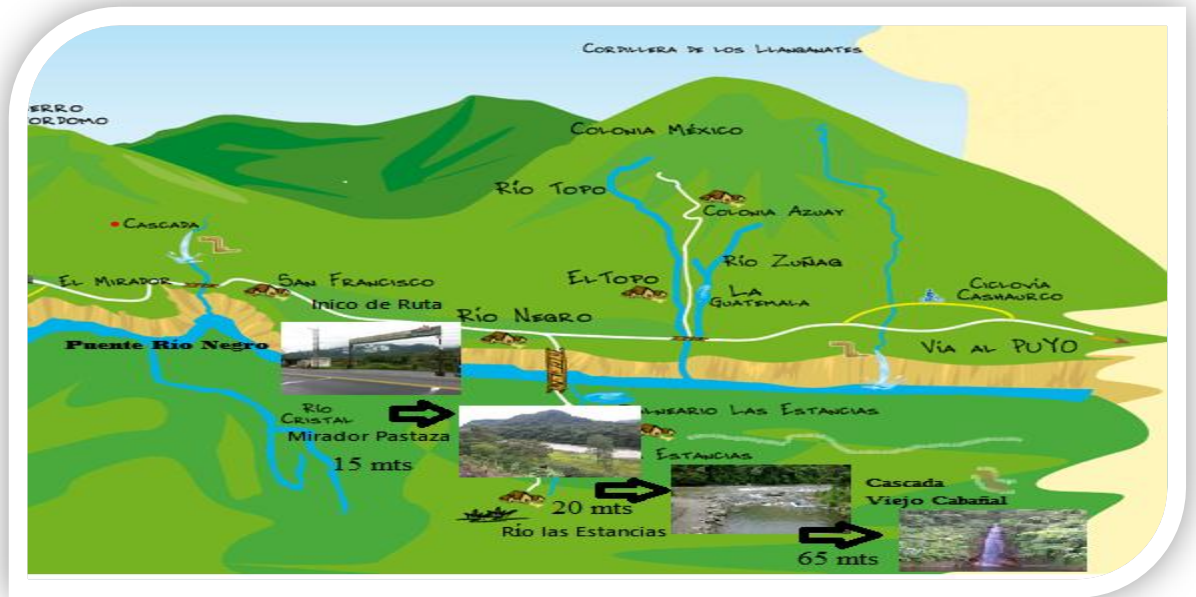 CORDILLERA DE LOS LLANGANATES
COLONIA MÉXICO
RÍO TOPO
COLONIA AZUAY
CASCADA
RÍO ZUÑAG
EL MIRADOR
SAN FRANCISCO
EL TOPO
LA
GUATEMALA
CICLOVÍA
CASHAURCO
Inico de Ruta
RÍO NEGRO
Puente Río Negro
VÍA AL PUYO
RÍO
CRISTAL
LAS ESTANCIAS
Mirador Pastaza
15 mts
ESTANCIAS
Cascada
Viejo Cabañal
20 mts
Río las Estancias
65 mts